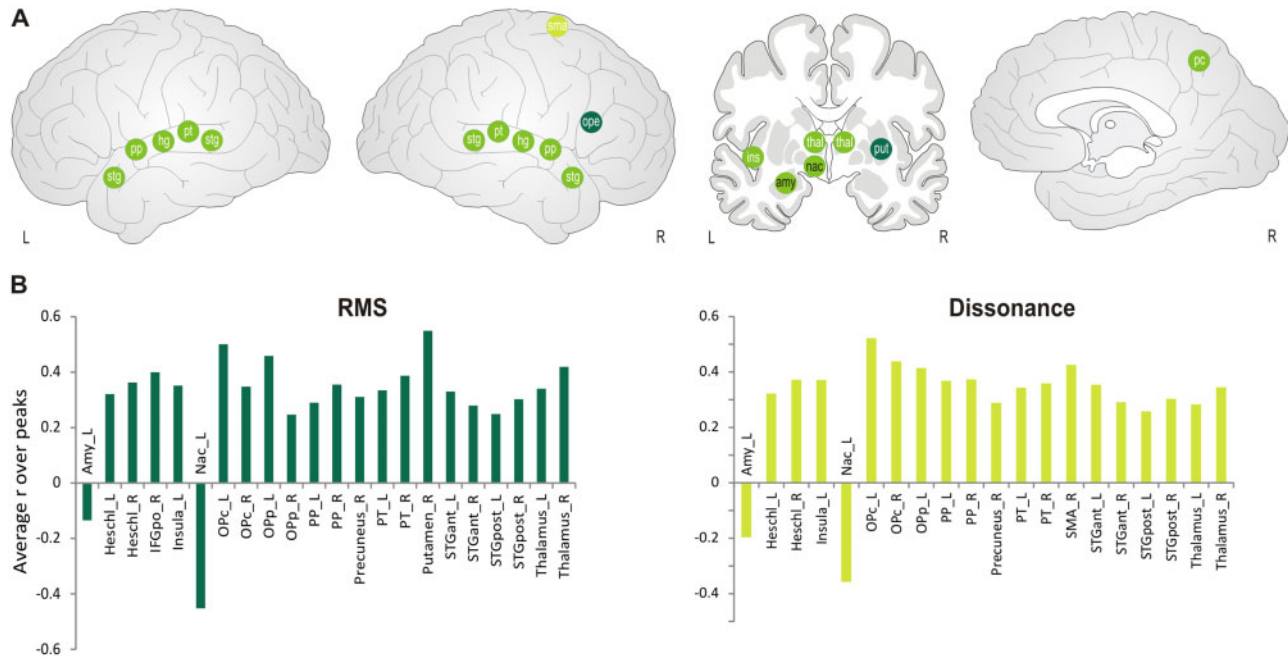 A
sma
ope
pt
hg
stg
pp
stg
pt
stg
hg
pp
stg
thal
thal
put
ins
nac
amy
pc
L
R
L
R
R
B
RMS
Dissonance
Average r over peaks
0.6
0.4
0.2
0
-0.2
-0.4
-0.6
Amy_L
Heschl_L
Heschl_R
IFGpo_R
Insula_L
Nac_L
OPc_L
OPc_R
OPp_L
OPp_R
PP_L
PP_R
Precuneus_R
PT_L
PT_R
Putamen_R
STGant_L
STGant_R
STGpost_L
STGpost_R
Thalamus_L
Thalamus_R
0.6
0.4
0.2
0
-0.2
-0.4
Amy_L
Heschl_L
Heschl_R
Insula_L
Nac_L
OPc_L
OPc_R
OPp_L
PP_L
PP_R
Precuneus_R
PT_L
PT_R
SMA_R
STGant_L
STGant_R
STGpost_L
STGpost_R
Thalamus_L
Thalamus_R